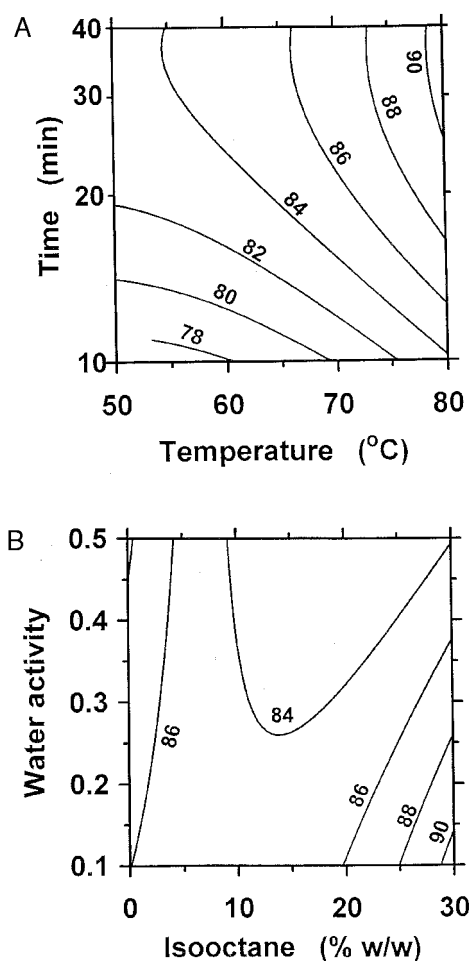 A
Time (min)
40
30
20
10
90
88
86
84
82
80
78
50 60 70 80
Temperature (°C)
B
Water activity
0.5
0.4
0.3
0.2
0.1
86
84
86
88
90
0 10 20 30
Isooctane (% w/w)